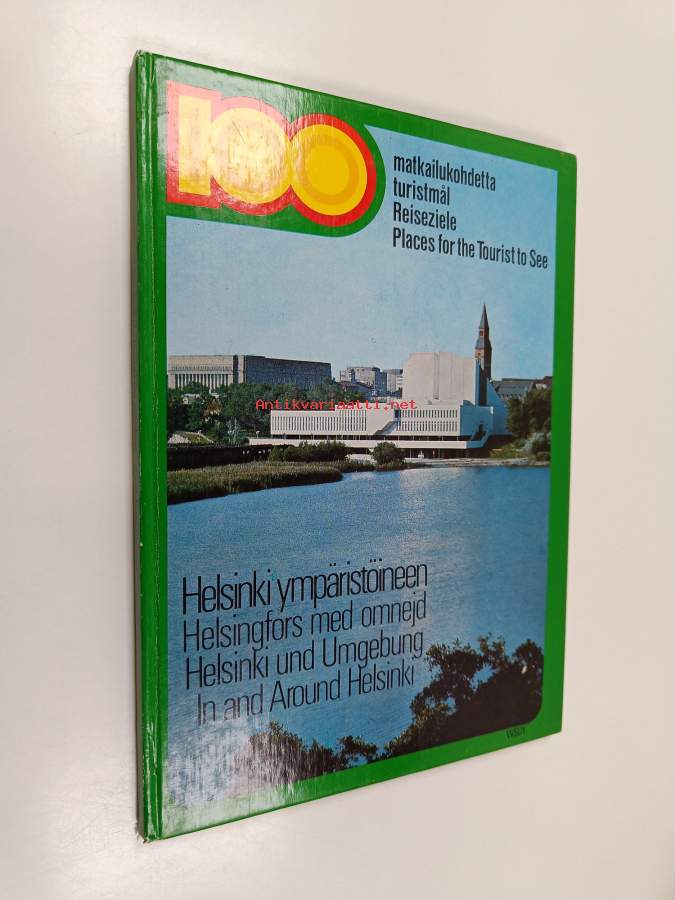 100
matkailukohdetta
turistmål
Reiseziele
Places for the Tourist to See
Antikvariaatti.net
Helsinki ympäristöineen
Helsingfors med omnejd
Helsinki und Umgebung
In and Around Helsinki
WSOY